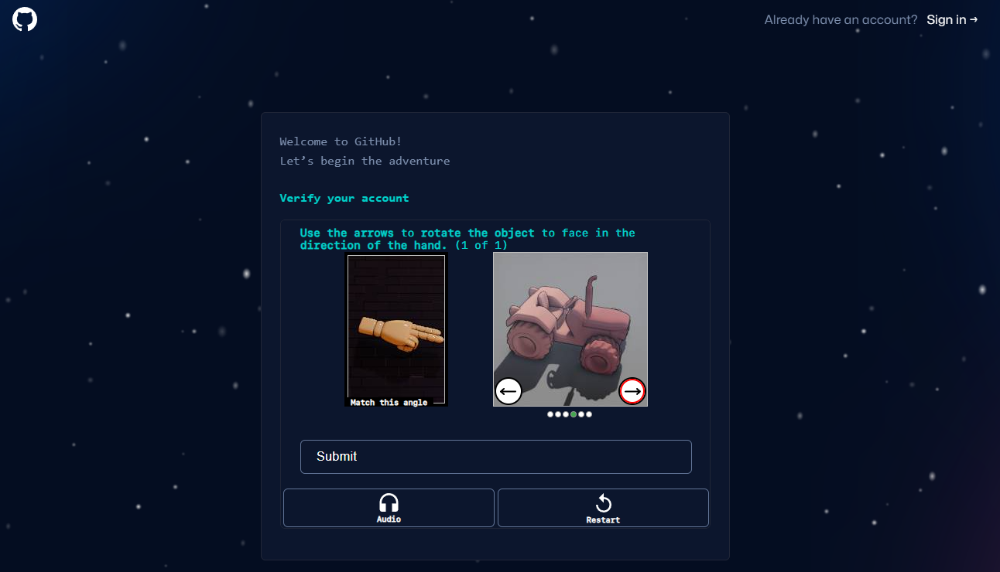 Already have an account? Sign in →
Welcome to GitHub!
Let’s begin the adventure
Verify your account
Use the arrows to rotate the object to face in the
direction of the hand. (1 of 1)
Match this angle
Submit
Audio
Restart